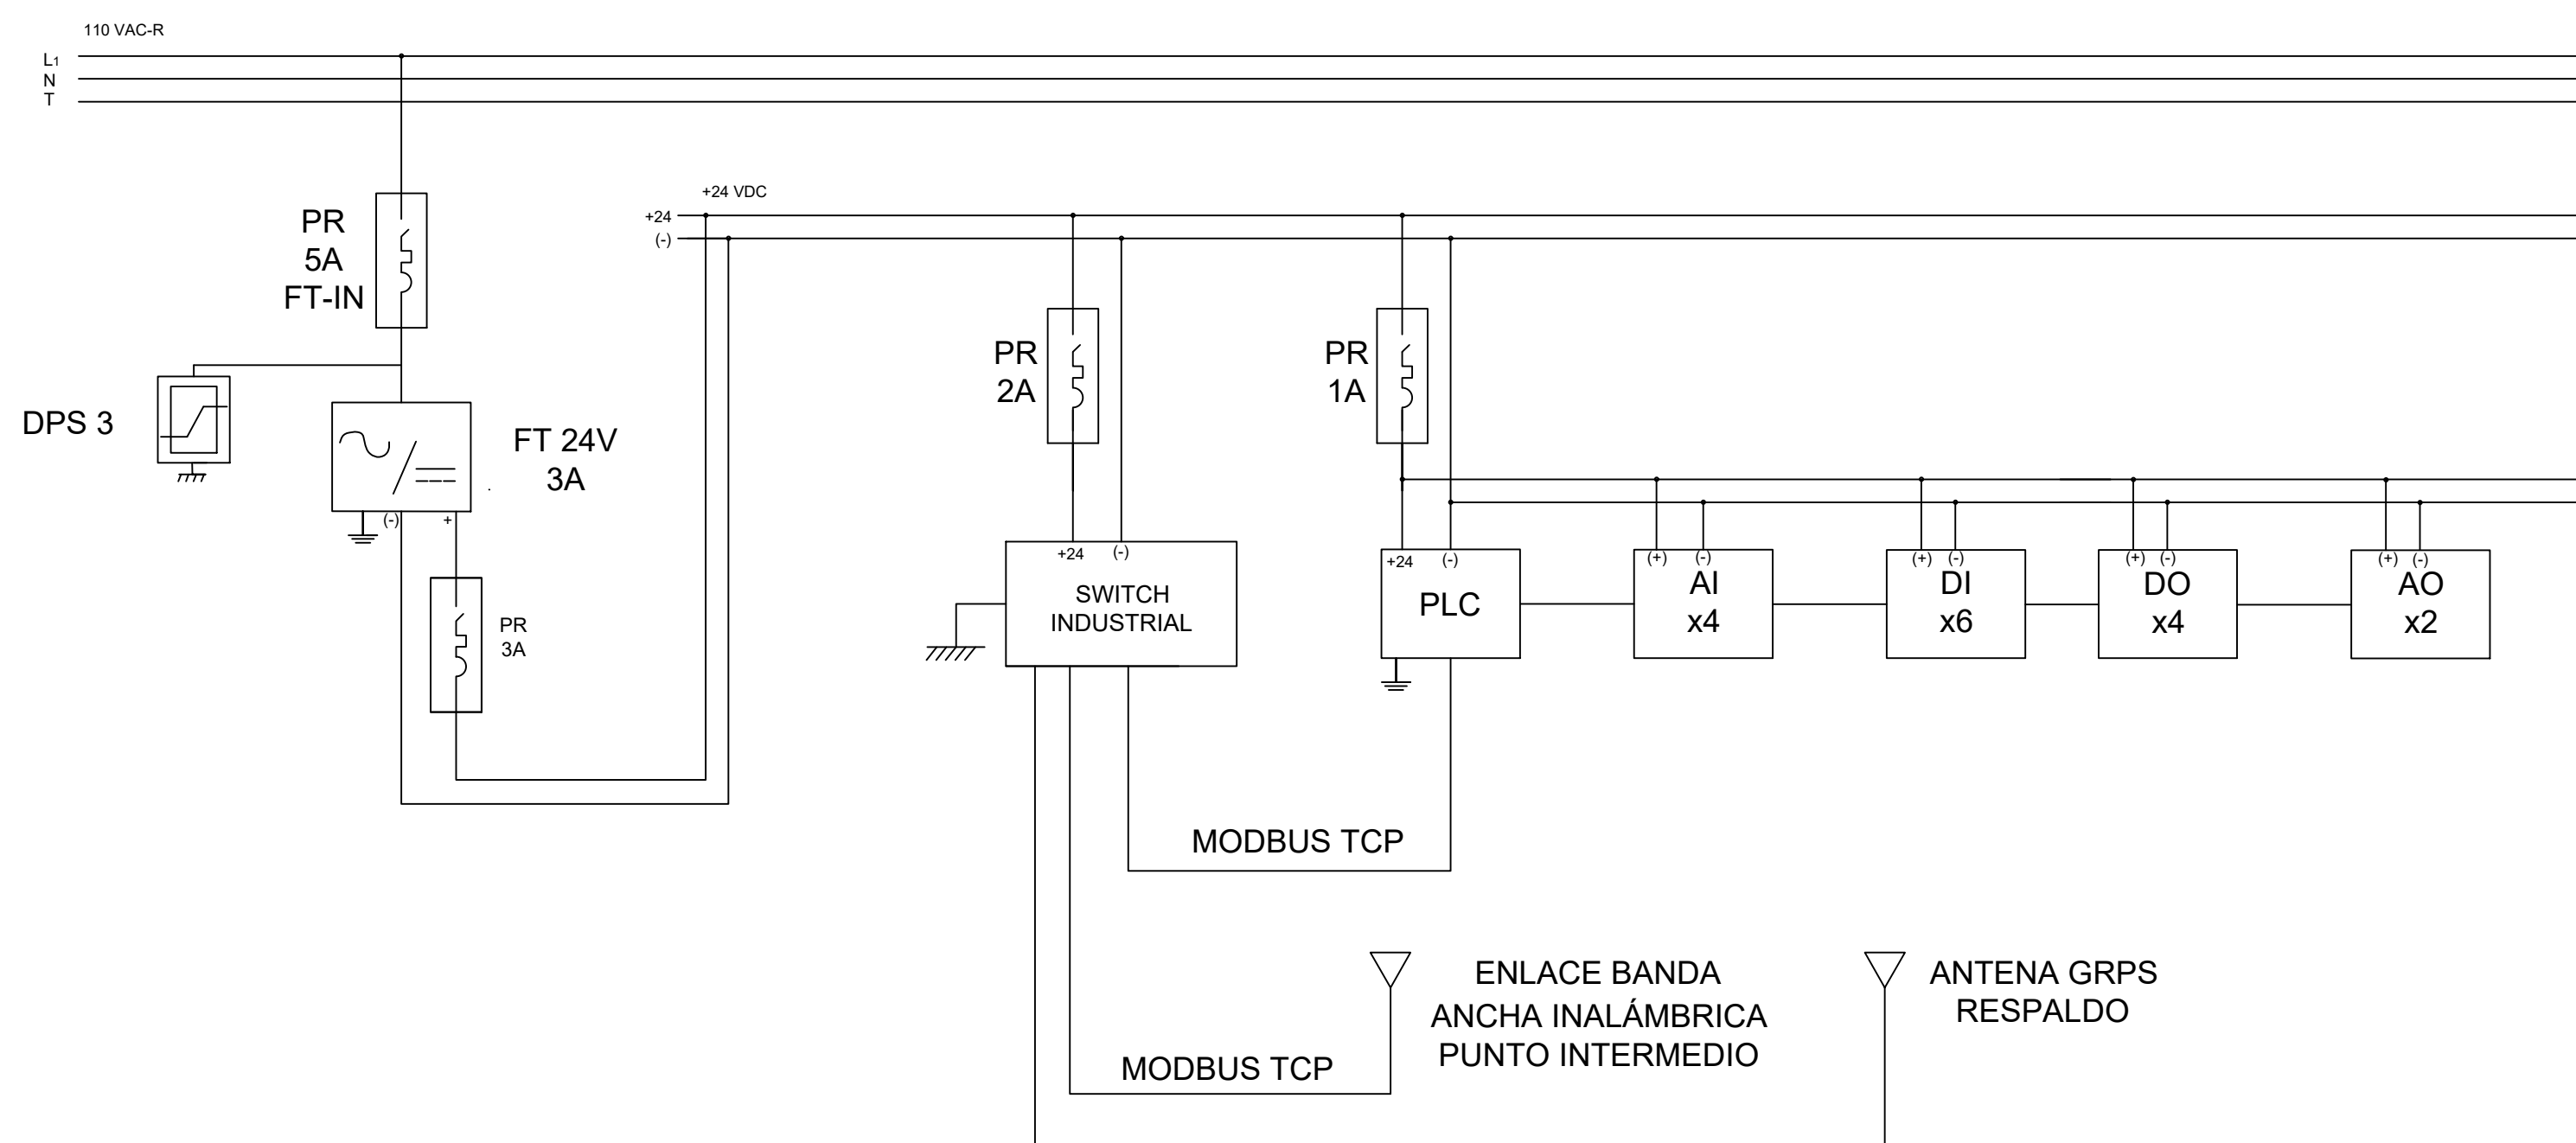 110 VAC-R
L1
N
T
+24 VDC
+24
(-)
PR
5A
FT-IN
DPS 3
FT 24V
3A
(-)
+
PR
3A
PR
2A
PR
1A
+24
(-)
SWITCH
INDUSTRIAL
+24
(-)
PLC
(+)
(-)
AI
x4
(+)
(-)
DI
x6
(+)
(-)
DO
x4
(+)
(-)
AO
x2
MODBUS TCP
MODBUS TCP
ENLACE BANDA
ANCHA INALÁMBRICA
PUNTO INTERMEDIO
ANTENA GRPS
RESPALDO